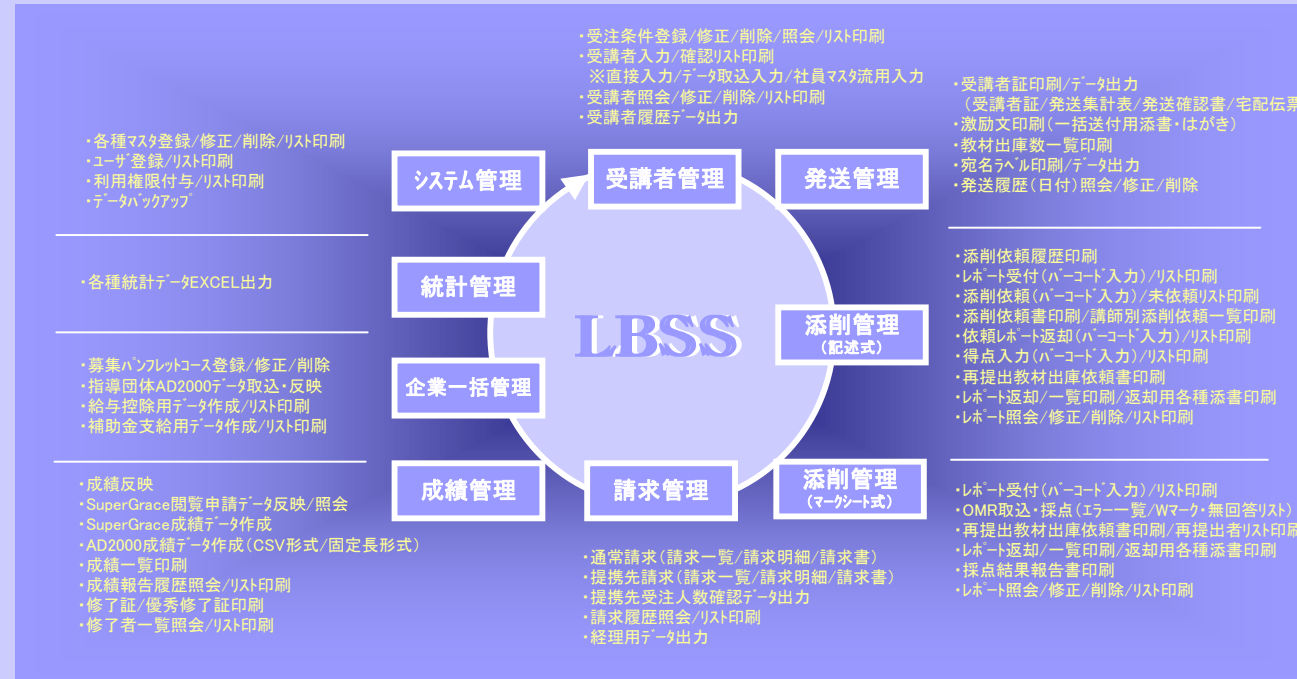 ・受注条件登録/修正/削除/照会/リスト印刷
・受講者入力/確認リスト印刷
※直接入力/データ取込入力/社員マスタ流用入力
・受講者照会/修正/削除/リスト印刷
・受講者履歴データ出力
・受講者証印刷/データ出力
（受講者証/発送集計表/発送確認書/宅配伝票
・激励文印刷（一括送付用添書・はがき）
・教材出庫数一覧印刷
・宛名ラベル印刷/データ出力
・発送履歴（日付）照会/修正/削除
・各種マスタ登録/修正/削除/リスト印刷
・ユーザ登録/リスト印刷
・利用権限付与/リスト印刷
・データバックアップ
システム管理
受講者管理
発送管理
・各種統計データEXCEL出力
統計管理
LBSS
添削管理
（記述式）
・添削依頼履歴印刷
・レポート受付（バーコード入力）/リスト印刷
・添削依頼（バーコード入力）/未依頼リスト印刷
・添削依頼書印刷/講師別添削依頼一覧印刷
・依頼レポート返却（バーコード入力）/リスト印刷
・得点入力（バーコード入力）/リスト印刷
・再提出教材出庫依頼書印刷
・レポート返却/一覧印刷/返却用各種添書印刷
・レポート照会/修正/削除/リスト印刷
・募集パンフレットコース登録/修正/削除
・指導団体AD2000データ取込・反映
・給与控除用データ作成/リスト印刷
・補助金支給用データ作成/リスト印刷
企業一括管理
成績管理
請求管理
添削管理
（マークシート式）
・成績反映
・SuperGrace閲覧申請データ反映/照会
・SuperGrace成績データ作成
・AD2000成績データ作成（CSV形式/固定長形式）
・成績一覧印刷
・成績報告履歴照会/リスト印刷
・修了証/優秀修了証印刷
・修了者一覧照会/リスト印刷
・通常請求（請求一覧/請求明細/請求書）
・提携先請求（請求一覧/請求明細/請求書）
・提携先受注人数確認データ出力
・請求履歴照会/リスト印刷
・経理用データ出力
・レポート受付（バーコード入力）/リスト印刷
・OMR取込・採点（エラー一覧/Wマーク・無回答リスト）
・再提出教材出庫依頼書印刷/再提出者リスト印刷
・レポート返却/一覧印刷/返却用各種添書印刷
・採点結果報告書印刷
・レポート照会/修正/削除/リスト印刷